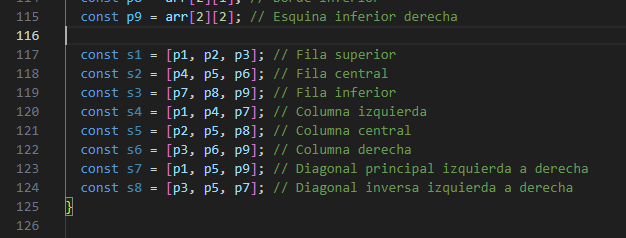 114 const p8 = arr[2][1]; // Borde inferior
115 const p9 = arr[2][2]; // Esquina inferior derecha
116
117 const s1 = [p1, p2, p3]; // Fila superior
118 const s2 = [p4, p5, p6]; // Fila central
119 const s3 = [p7, p8, p9]; // Fila inferior
120 const s4 = [p1, p4, p7]; // Columna izquierda
121 const s5 = [p2, p5, p8]; // Columna central
122 const s6 = [p3, p6, p9]; // Columna derecha
123 const s7 = [p1, p5, p9]; // Diagonal principal izquierda a derecha
124 const s8 = [p3, p5, p7]; // Diagonal inversa izquierda a derecha
125 }
126